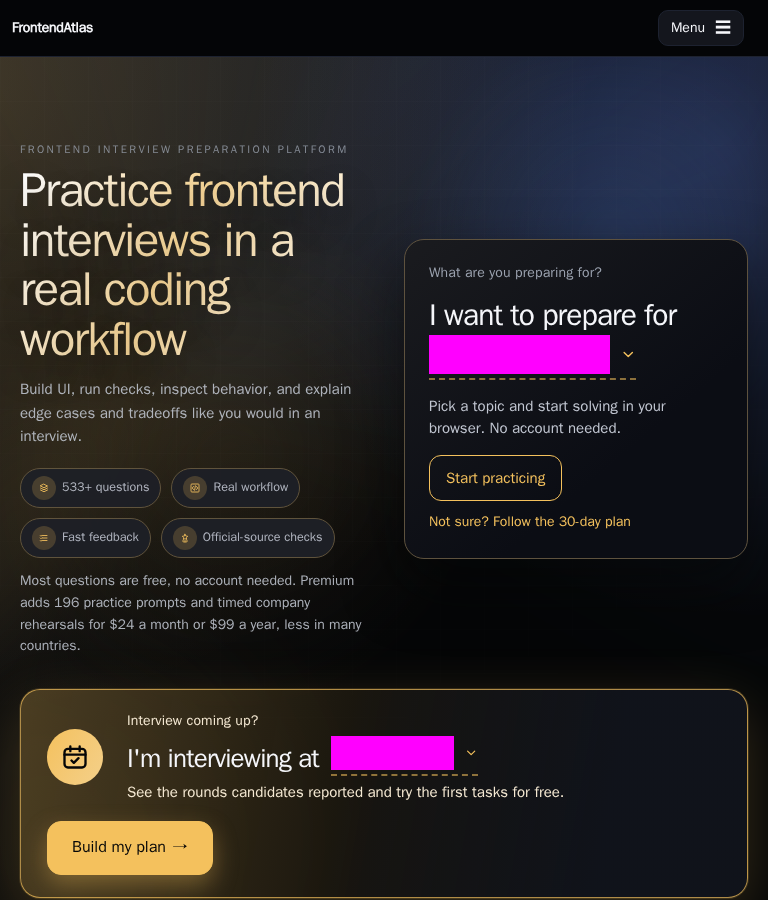 FrontendAtlas
Menu
FRONTEND INTERVIEW PREPARATION PLATFORM
Practice frontend
interviews in a
real coding
workflow
Build UI, run checks, inspect behavior, and explain
edge cases and tradeoffs like you would in an
interview.
533+ questions
Real workflow
Fast feedback
Official-source checks
Most questions are free, no account needed. Premium
adds 196 practice prompts and timed company
rehearsals for $24 a month or $99 a year, less in many
countries.
What are you preparing for?
I want to prepare for
Pick a topic and start solving in your
browser. No account needed.
Start practicing
Not sure? Follow the 30-day plan
Interview coming up?
I'm interviewing at
See the rounds candidates reported and try the first tasks for free.
Build my plan →